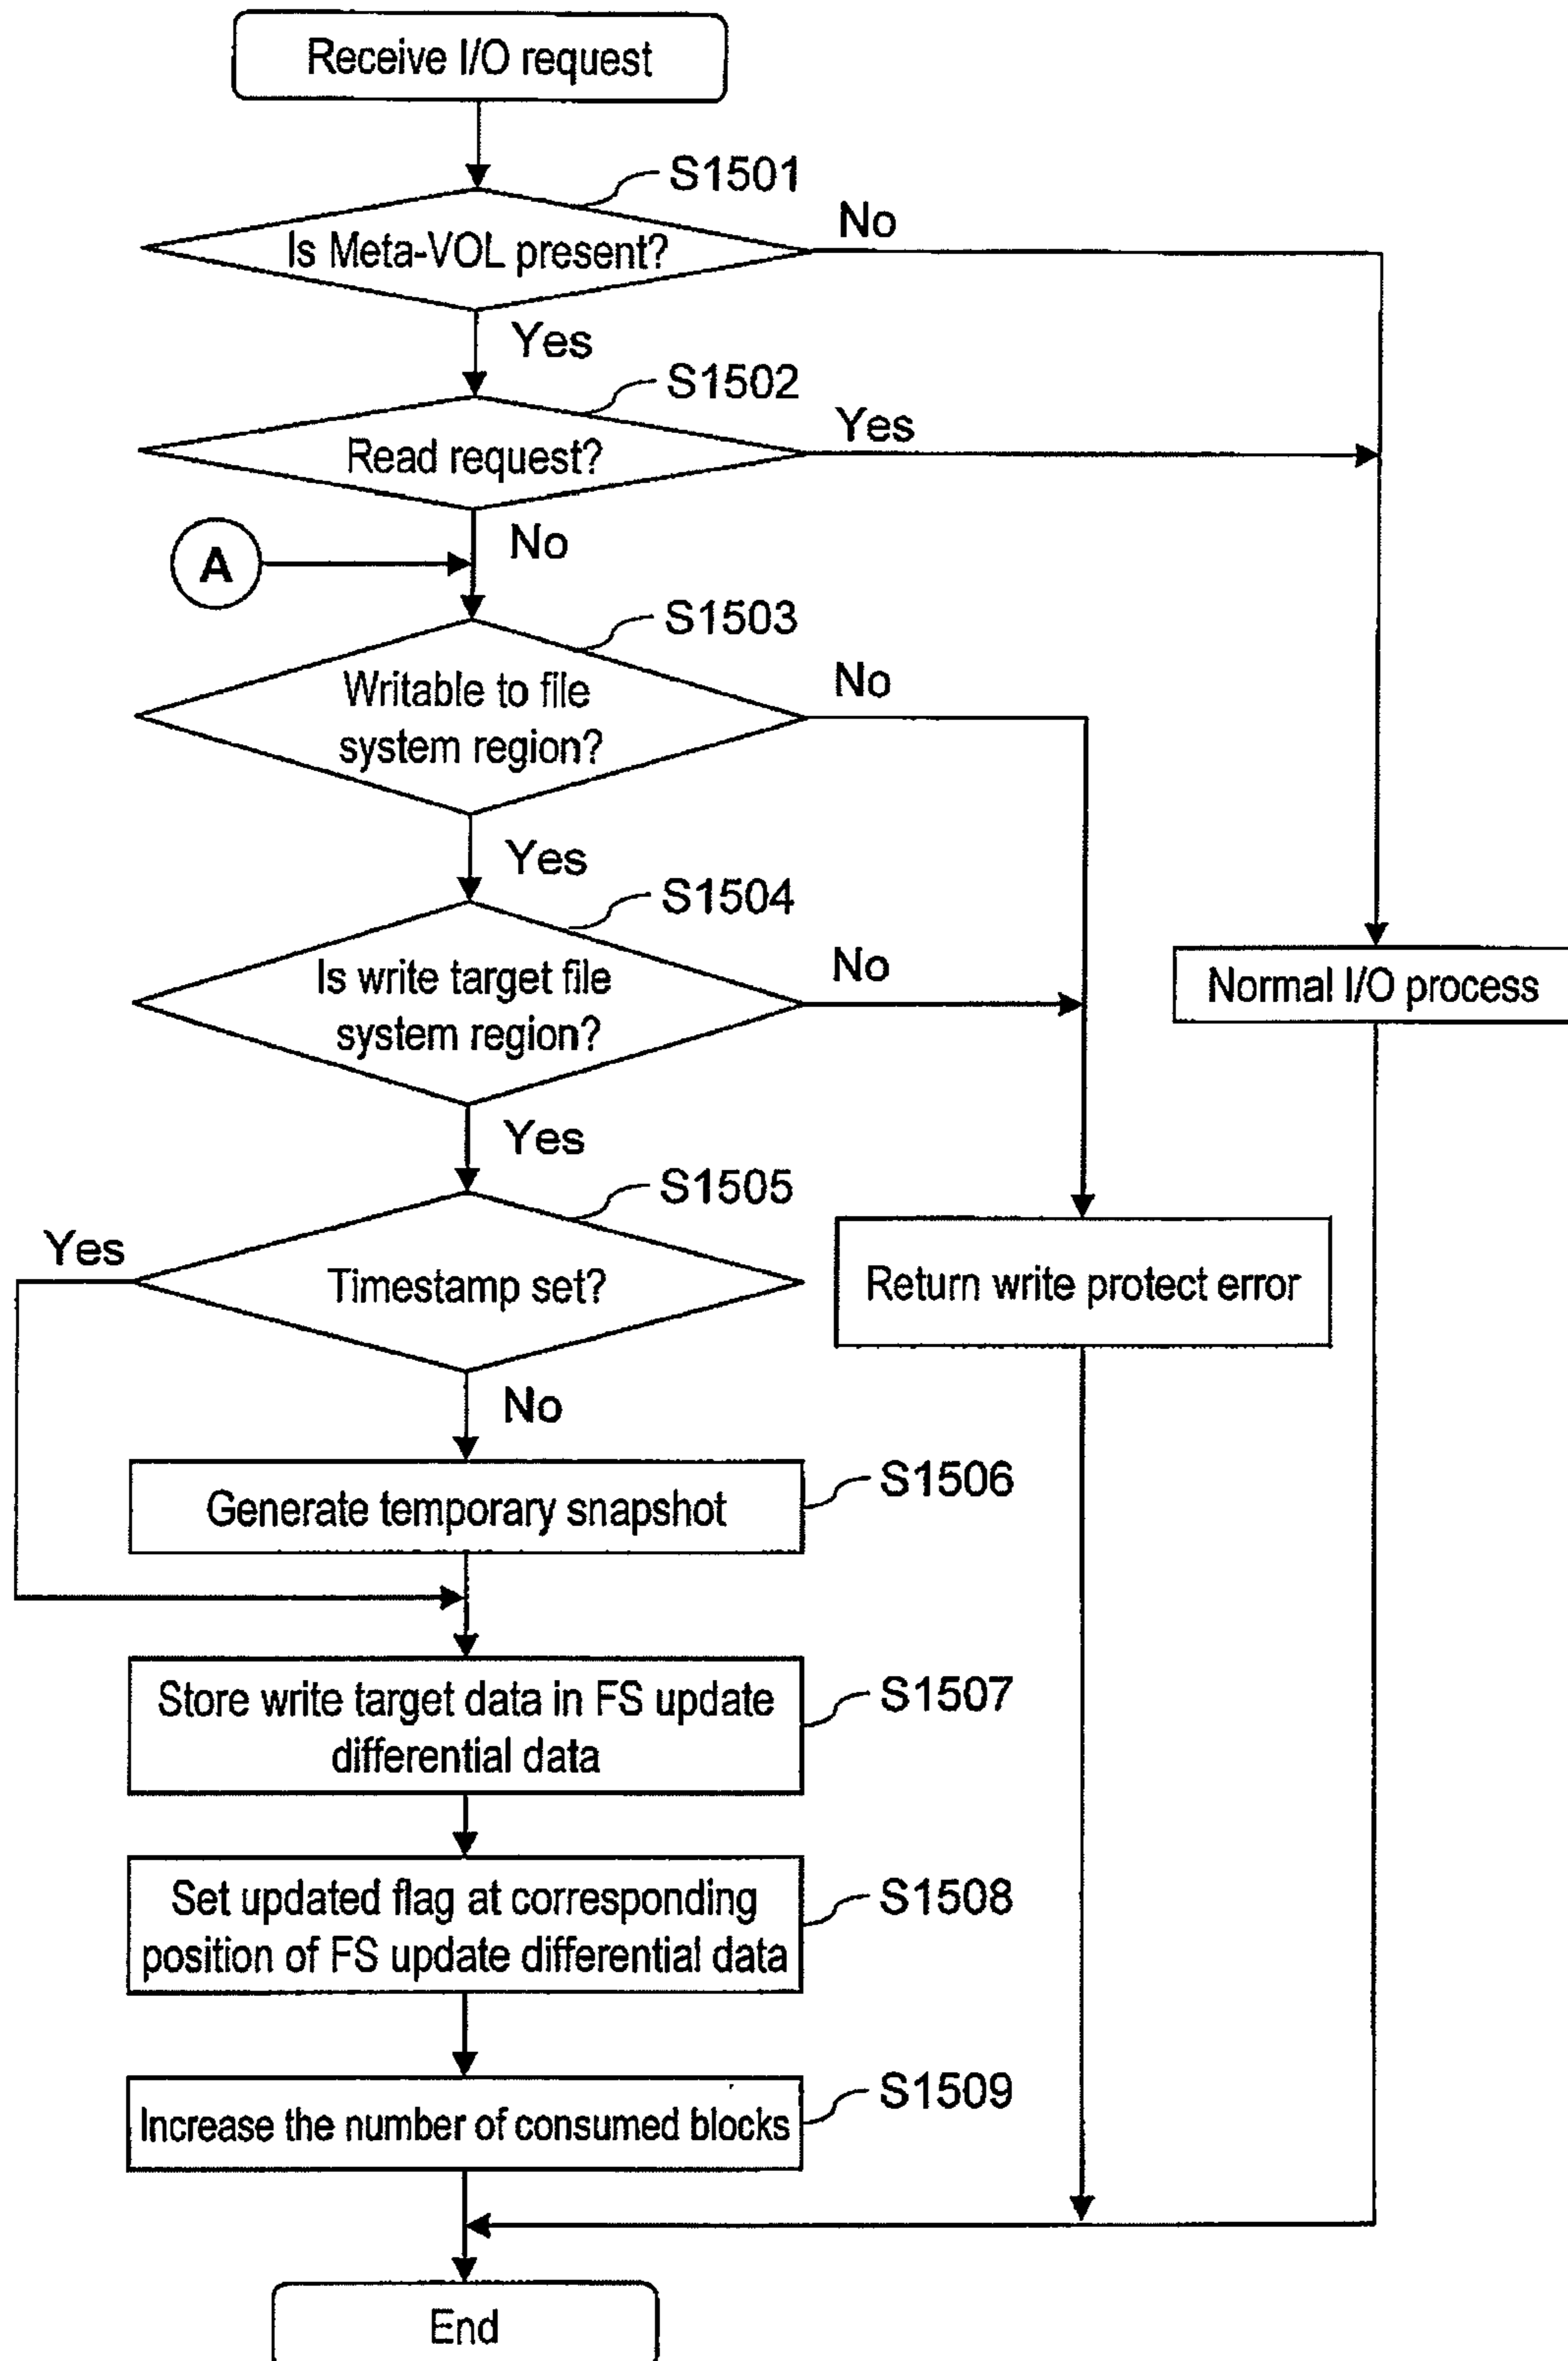 Receive I/O request
S1501
Is Meta-VOL present?
No
Yes
S1502
Read request?
Yes
No
A
S1503
Writable to file
system region?
No
Yes
S1504
Is write target file
system region?
No
Normal I/O process
Yes
S1505
Yes
Timestamp set?
Return write protect error
No
Generate temporary snapshot
S1506
Store write target data in FS update
differential data
S1507
Set updated flag at corresponding
position of FS update differential data
S1508
Increase the number of consumed blocks
S1509
End